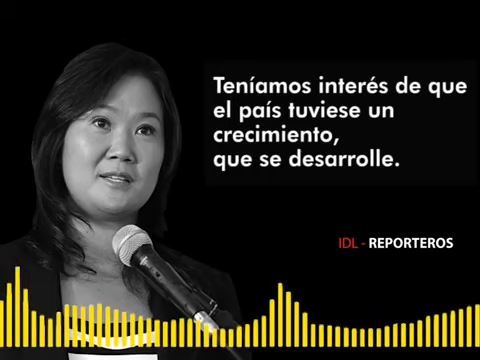 Teníamos interés de que
el país tuviese un
crecimiento,
que se desarrolle.
IDL - REPORTEROS